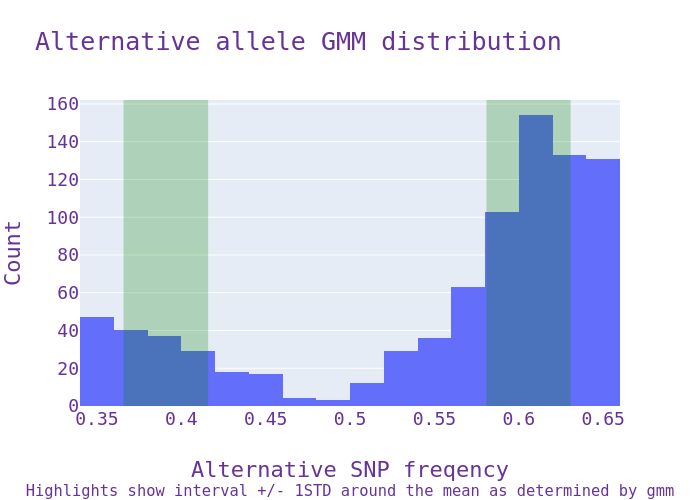 Alternative allele GMM distribution
160
140
120
100
80
60
40
20
0
Count
0.35 0.4 0.45 0.5 0.55 0.6 0.65
Alternative SNP freqency
Highlights show interval +/- 1STD around the mean as determined by gmm